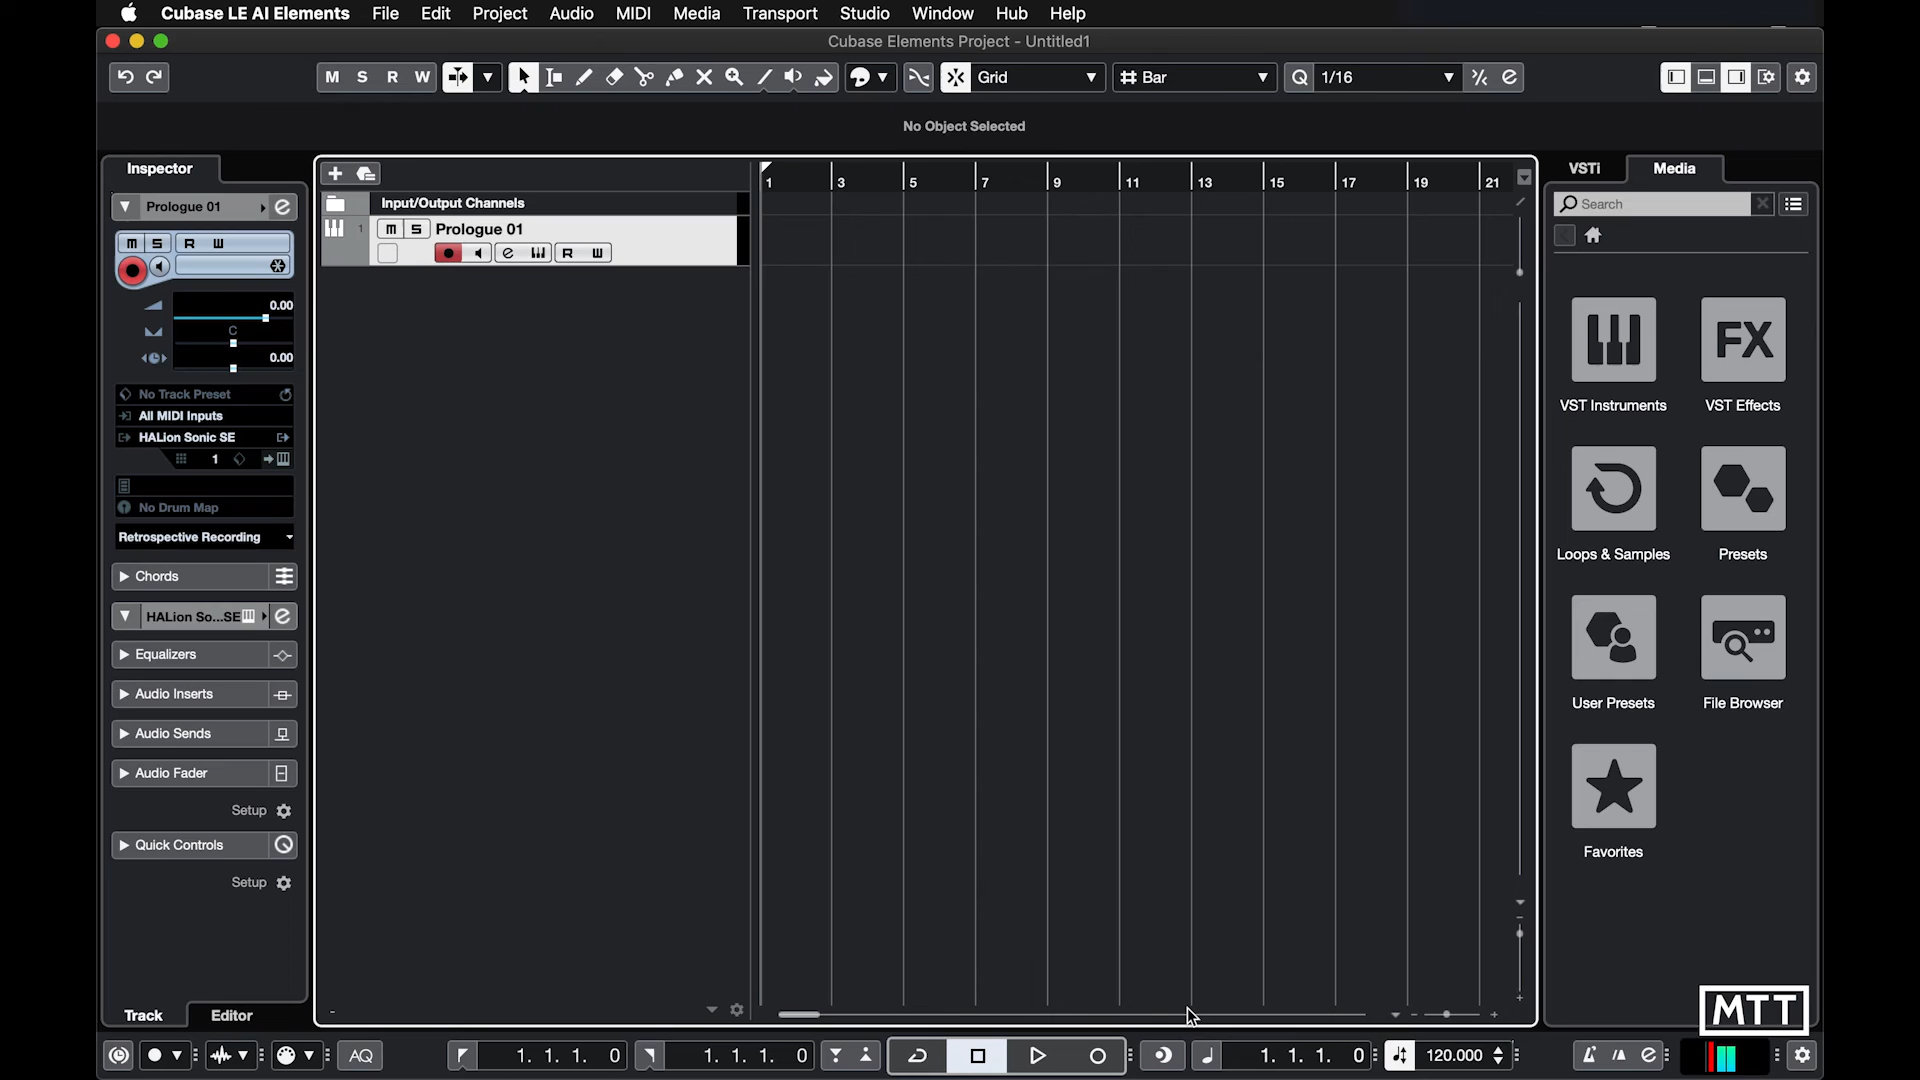 Cubase LE AI Elements File Edit Project Audio MIDI Media Transport Studio Window Hub Help
Cubase Elements Project - Untitled1
M S R W Grid Bar Q 1/16
No Object Selected
Inspector
Prologue 01
M S R W
0.00
C
0.00
No Track Preset
All MIDI Inputs
HALion Sonic SE
1
No Drum Map
Retrospective Recording
Chords
HALion So...SE
Equalizers
Audio Inserts
Audio Sends
Audio Fader
Setup
Quick Controls
Setup
Track Editor
1 3 5 7 9 11 13 15 17 19 21
Input/Output Channels
1 M S Prologue 01
R W
VSTi Media
Search
FX
VST Instruments VST Effects
Loops & Samples Presets
User Presets File Browser
Favorites
MTT
AQ 1. 1. 1. 0 1. 1. 1. 0 1. 1. 1. 0 120.000